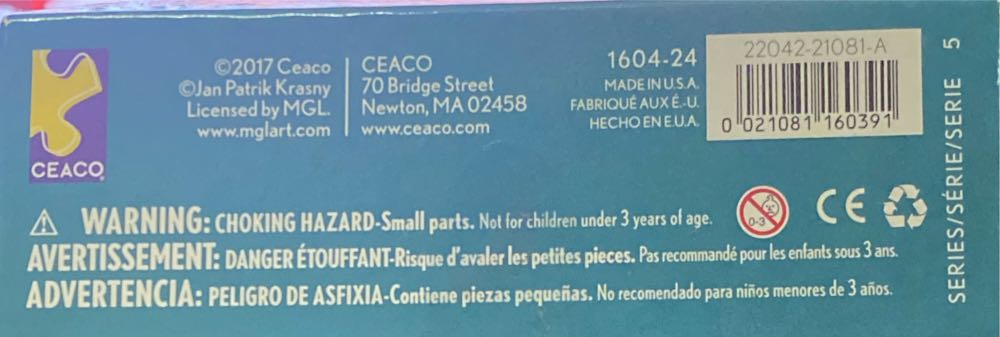 CEACO
©2017 Ceaco
©Jan Patrik Krasny
Licensed by MGL.
www.mglart.com
CEACO
70 Bridge Street
Newton, MA 02458
www.ceaco.com
1604-24
MADE IN U.S.A.
FABRIQUÉ AUX É.-U.
HECHO EN E.U.A.
22042-21081-A
0 021081 160391
SERIES/SÉRIE/SERIE 5
⚠ WARNING: CHOKING HAZARD-Small parts. Not for children under 3 years of age.
0-3
CE
AVERTISSEMENT: DANGER ÉTOUFFANT-Risque d'avaler les petites pieces. Pas recommandé pour les enfants sous 3 ans.
ADVERTENCIA: PELIGRO DE ASFIXIA-Contiene piezas pequeñas. No recomendado para niños menores de 3 años.